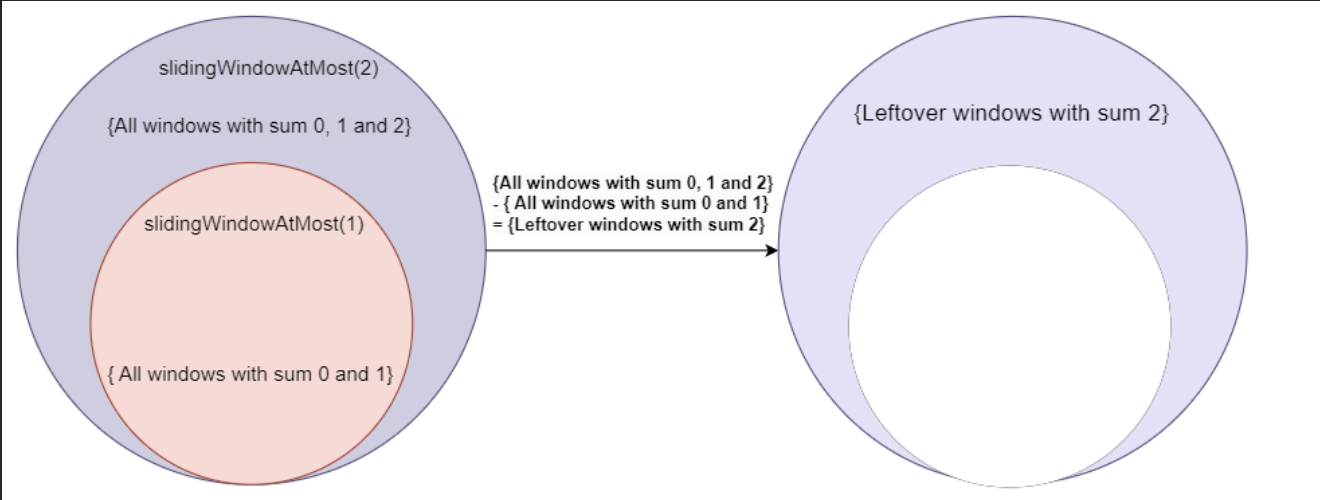 slidingWindowAtMost(2)
{All windows with sum 0, 1 and 2}
slidingWindowAtMost(1)
{ All windows with sum 0 and 1}
{All windows with sum 0, 1 and 2}
- { All windows with sum 0 and 1}
= {Leftover windows with sum 2}
{Leftover windows with sum 2}